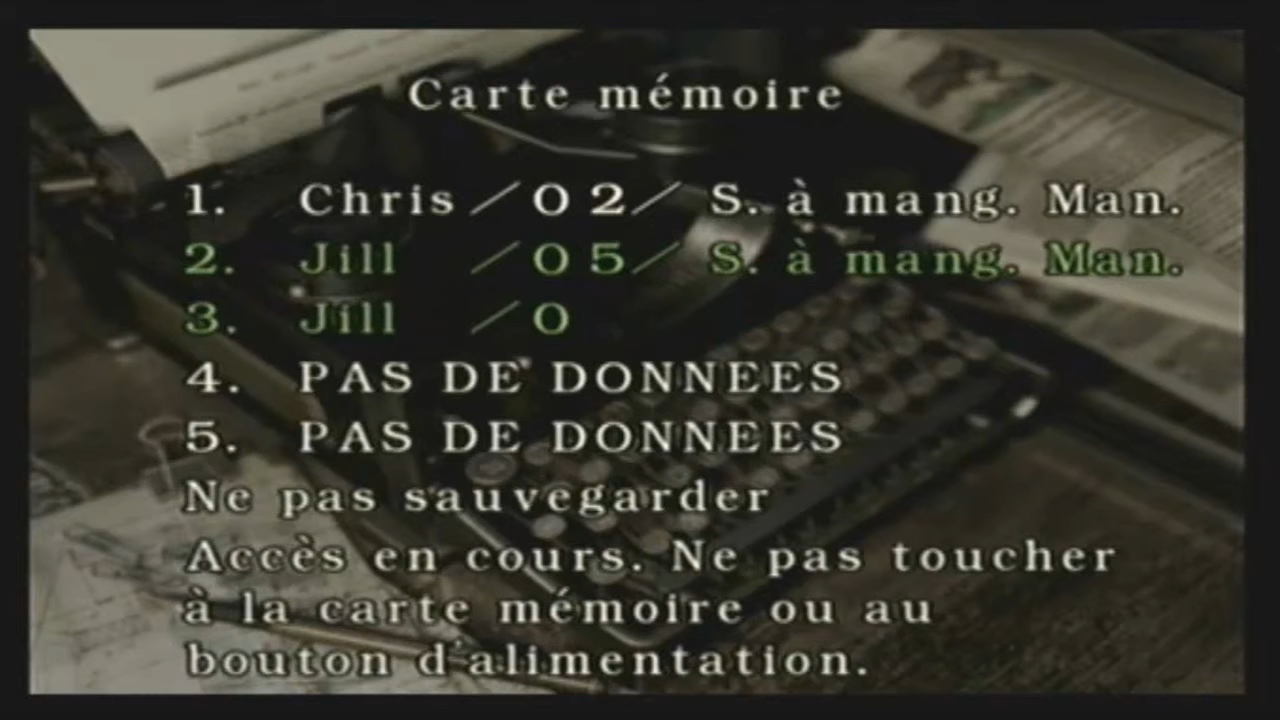 Carte mémoire
1. Chris／02／ S. à mang. Man.
2. Jill ／05／ S. à mang. Man.
3. Jill ／0
4. PAS DE DONNEES
5. PAS DE DONNEES
Ne pas sauvegarder
Accès en cours. Ne pas toucher
à la carte mémoire ou au
bouton d'alimentation.